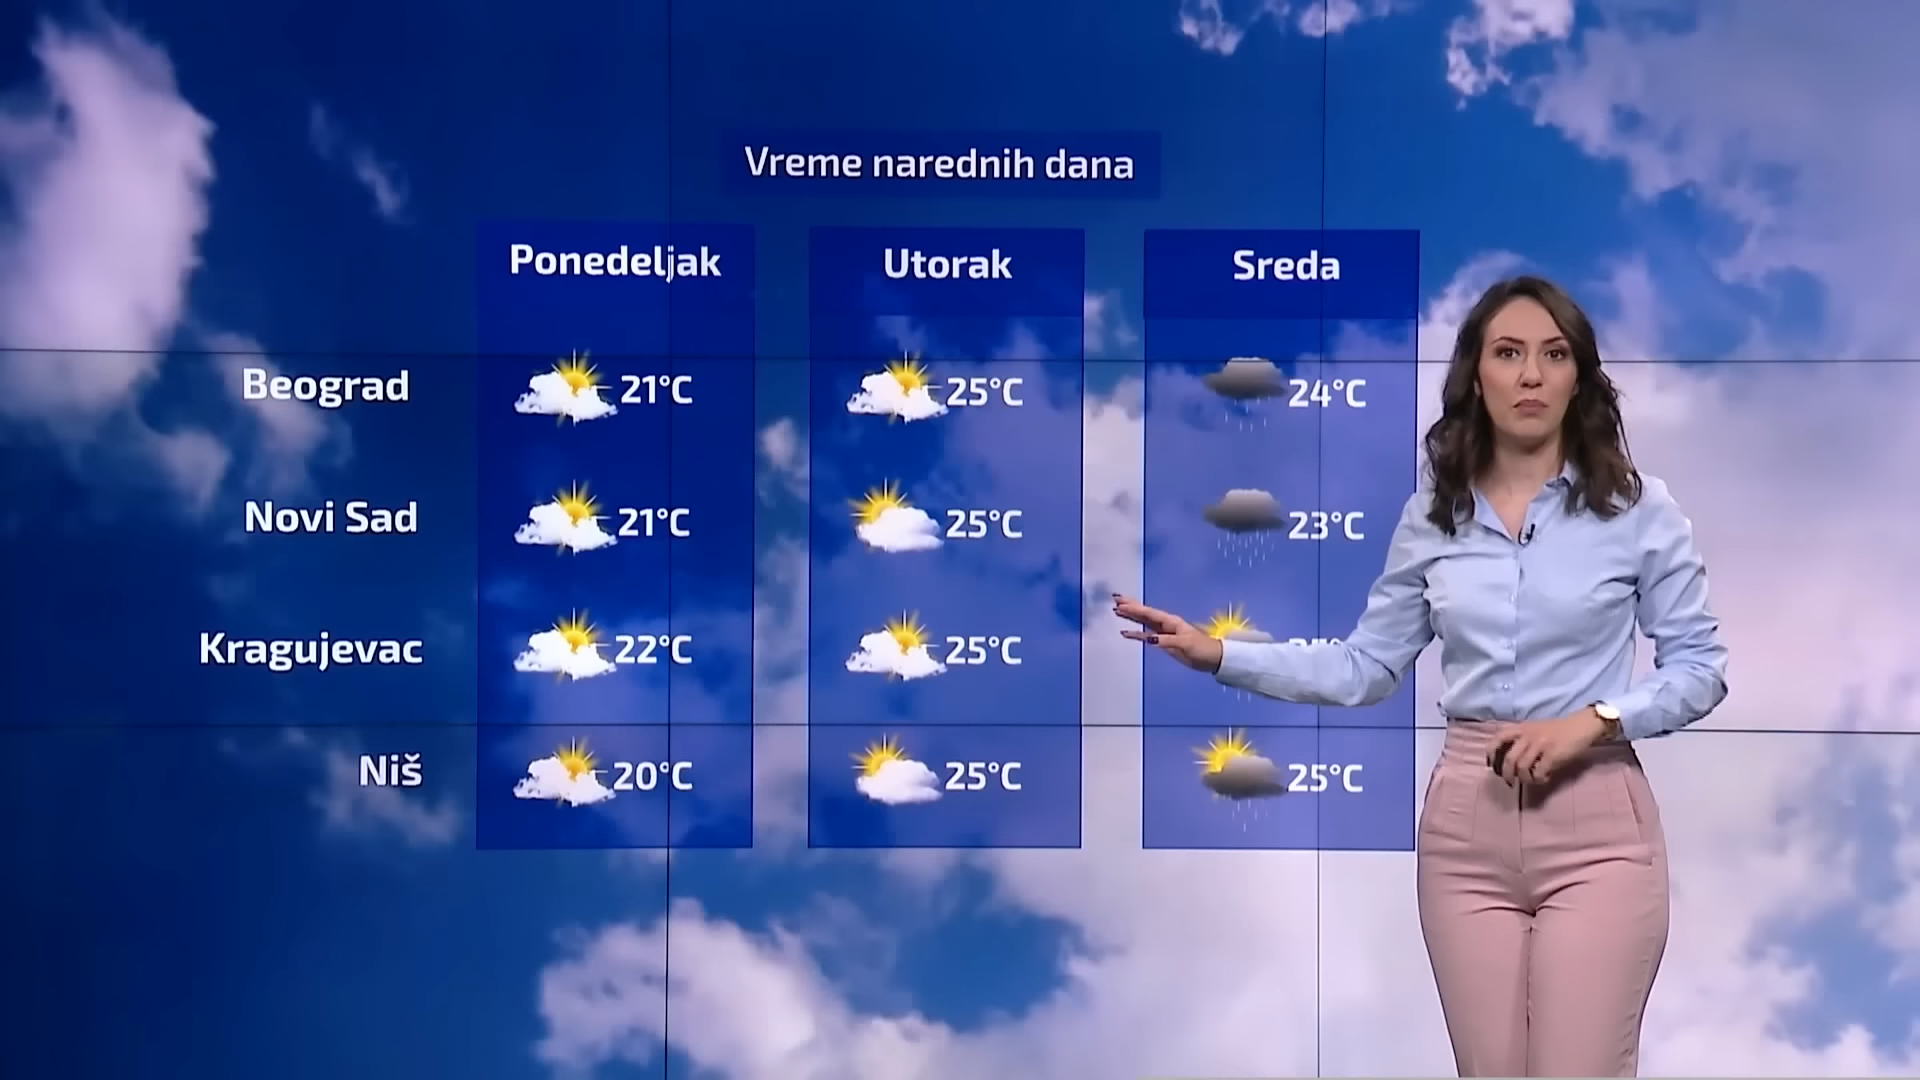 Vreme narednih dana
Ponedeljak Utorak Sreda
Beograd 21°C 25°C 24°C
Novi Sad 21°C 25°C 23°C
Kragujevac 22°C 25°C
Niš 20°C 25°C 25°C